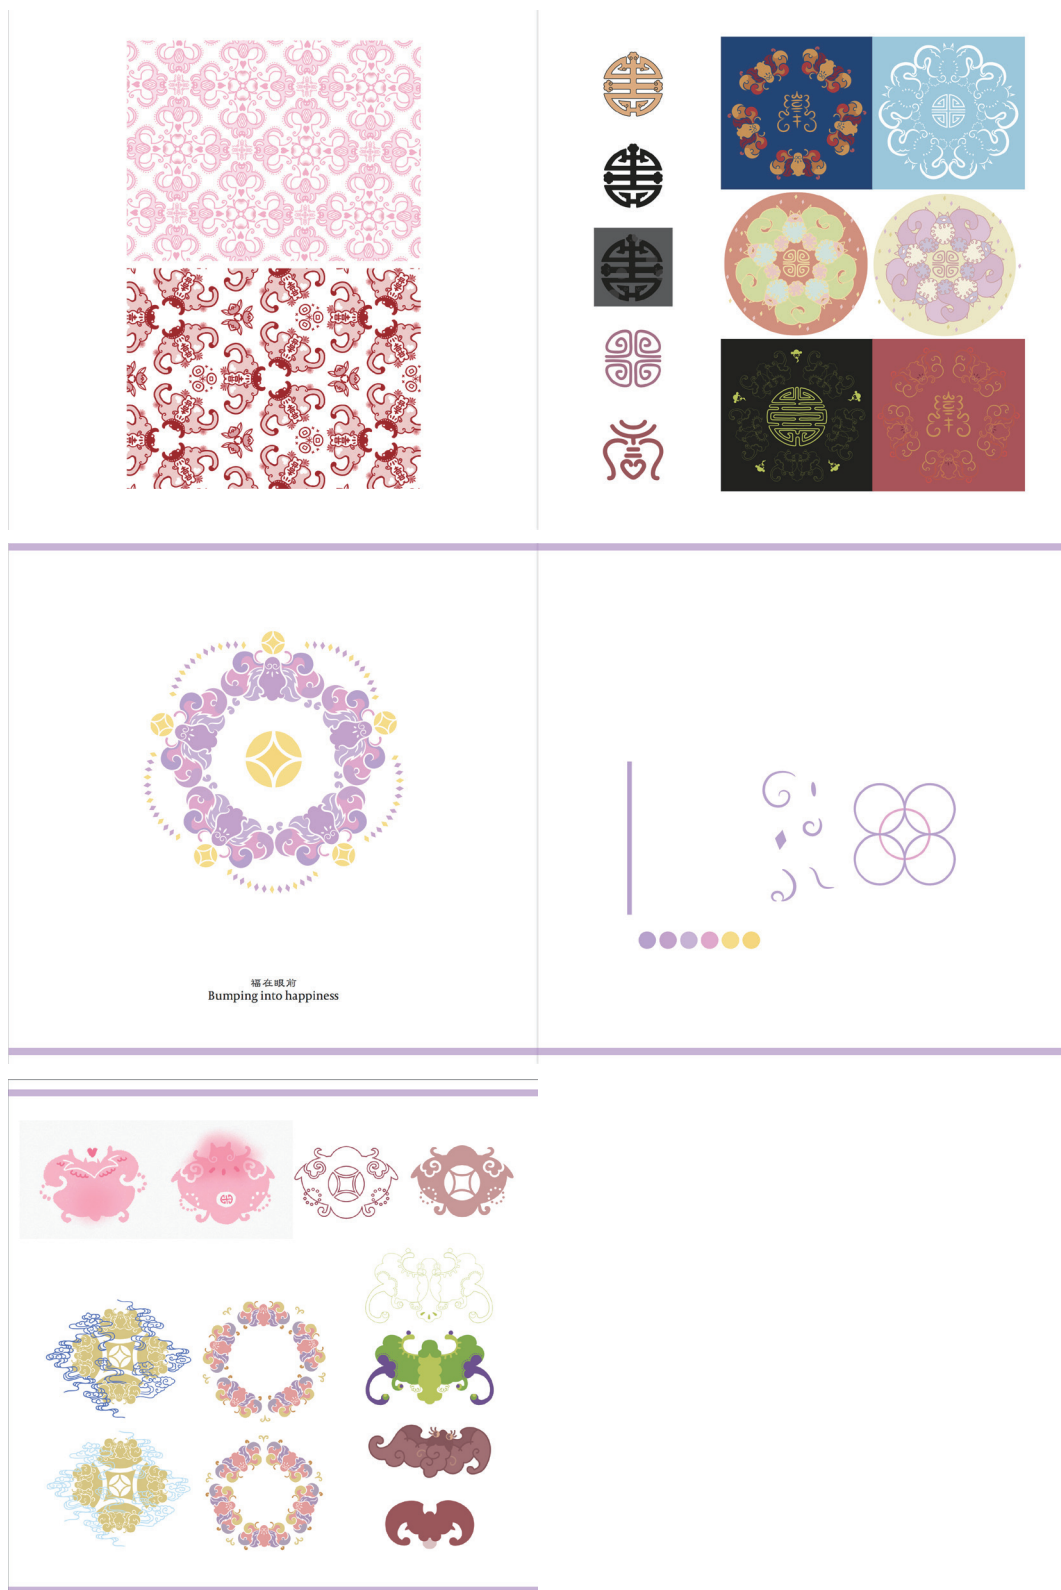 福在眼前
Bumping into happiness